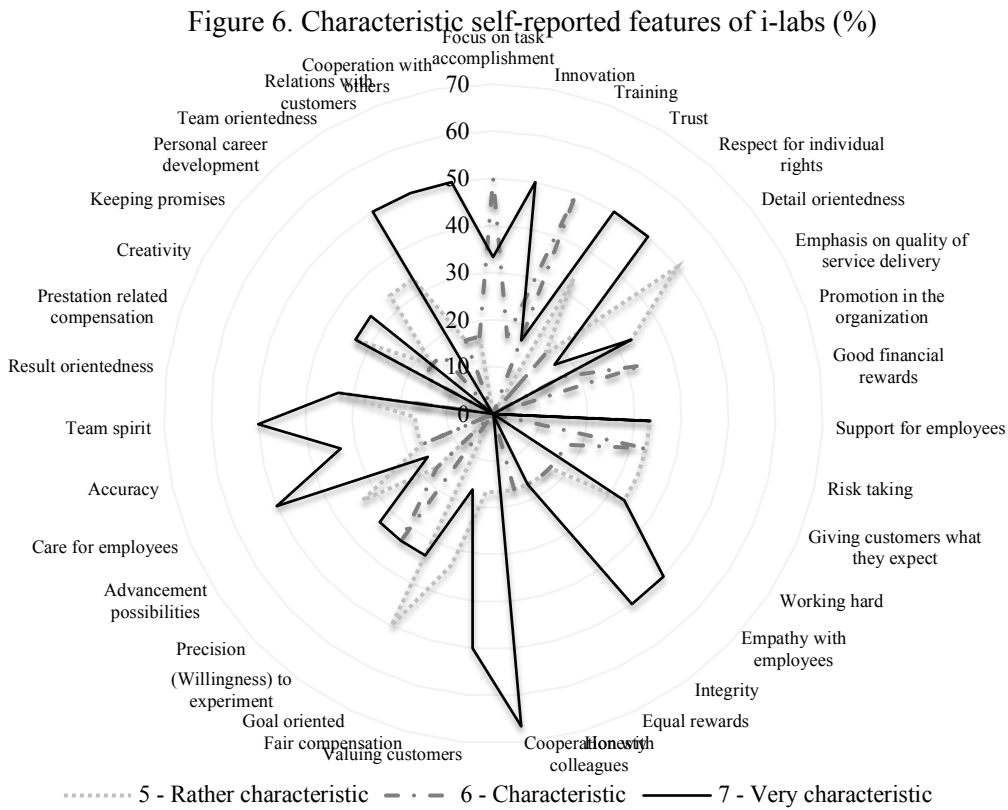 Figure 6. Characteristic self-reported features of i-labs (%)
Focus on task
accomplishment
Innovation
Training
Trust
Respect for individual
rights
Detail orientedness
Emphasis on quality of
service delivery
Promotion in the
organization
Good financial
rewards
Support for employees
Risk taking
Giving customers what
they expect
Working hard
Empathy with
employees
Integrity
Equal rewards
Honesty
Cooperation with
colleagues
Valuing customers
Fair compensation
Goal oriented
(Willingness) to
experiment
Precision
Advancement
possibilities
Care for employees
Accuracy
Team spirit
Result orientedness
Prestation related
compensation
Creativity
Keeping promises
Personal career
development
Team orientedness
Relations with
customers
Cooperation with
others
70
60
50
40
30
20
10
0
5 - Rather characteristic
6 - Characteristic
7 - Very characteristic